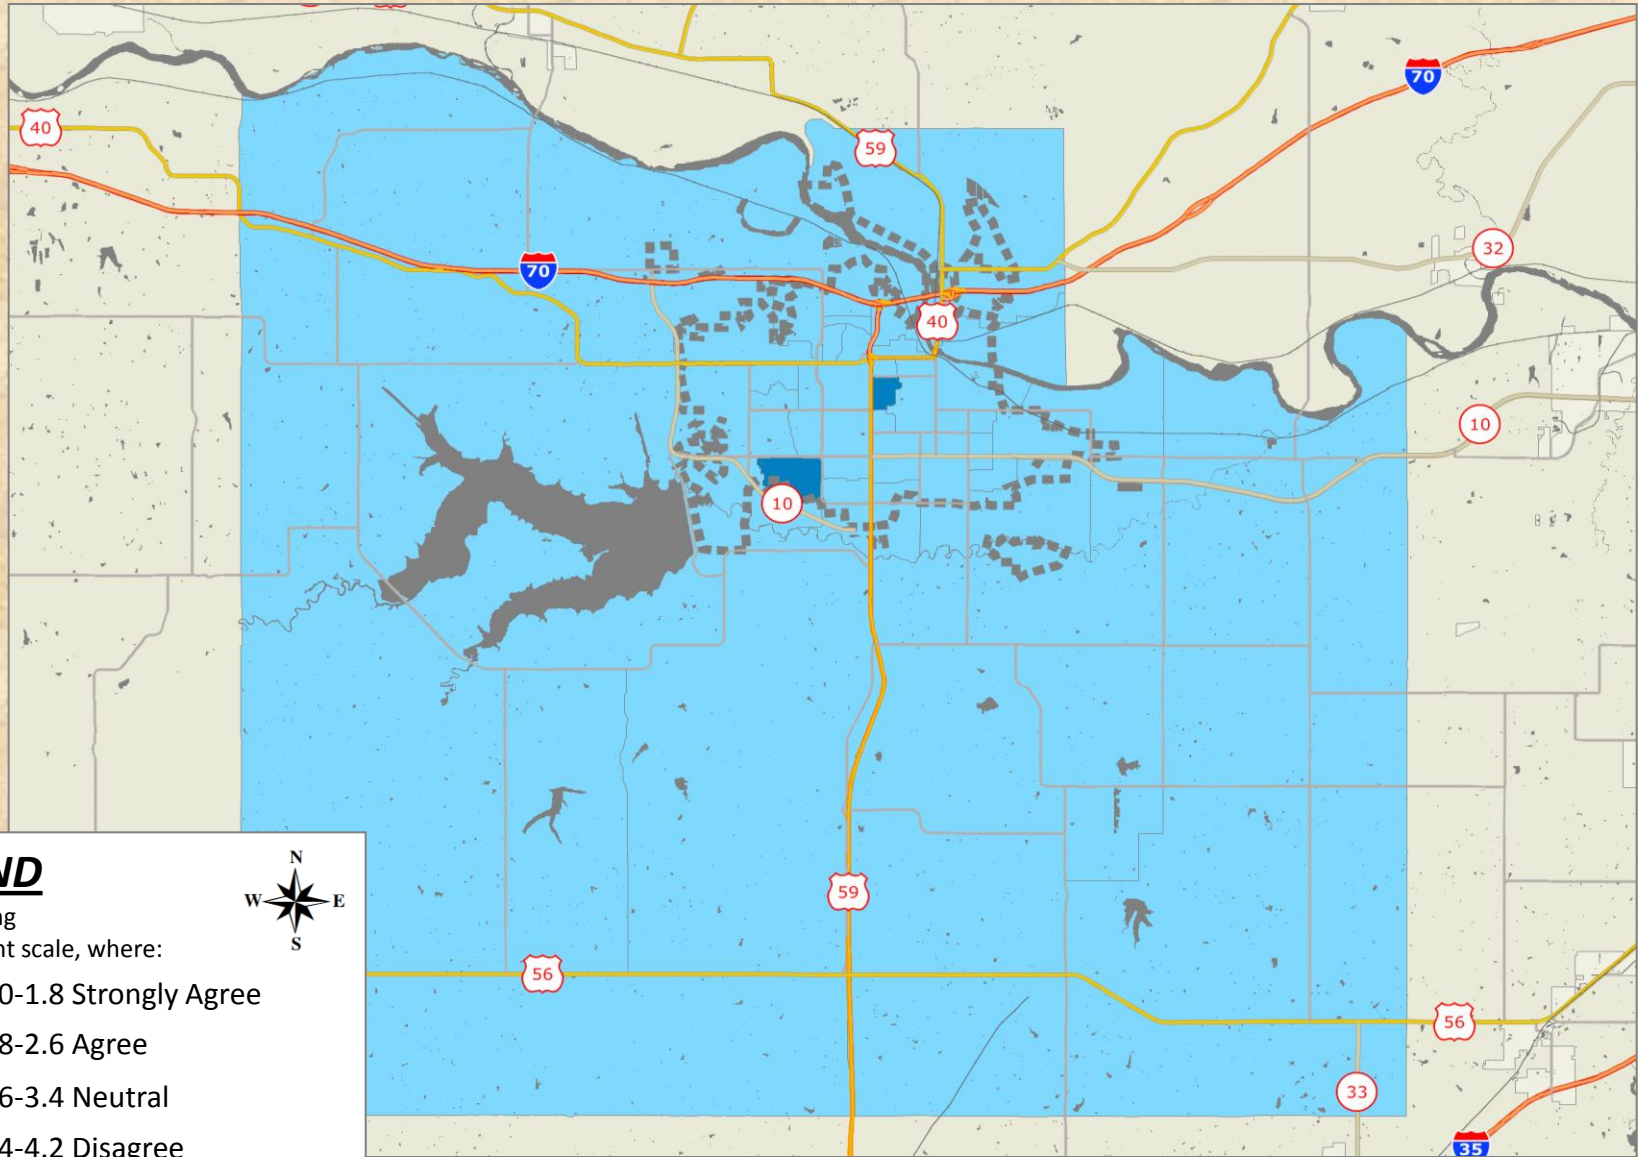 70
40
59
32
70
40
10
10
59
56
56
33
35
ND
N
W E
S
ng
nt scale, where:
0-1.8 Strongly Agree
8-2.6 Agree
6-3.4 Neutral
4-4.2 Disagree